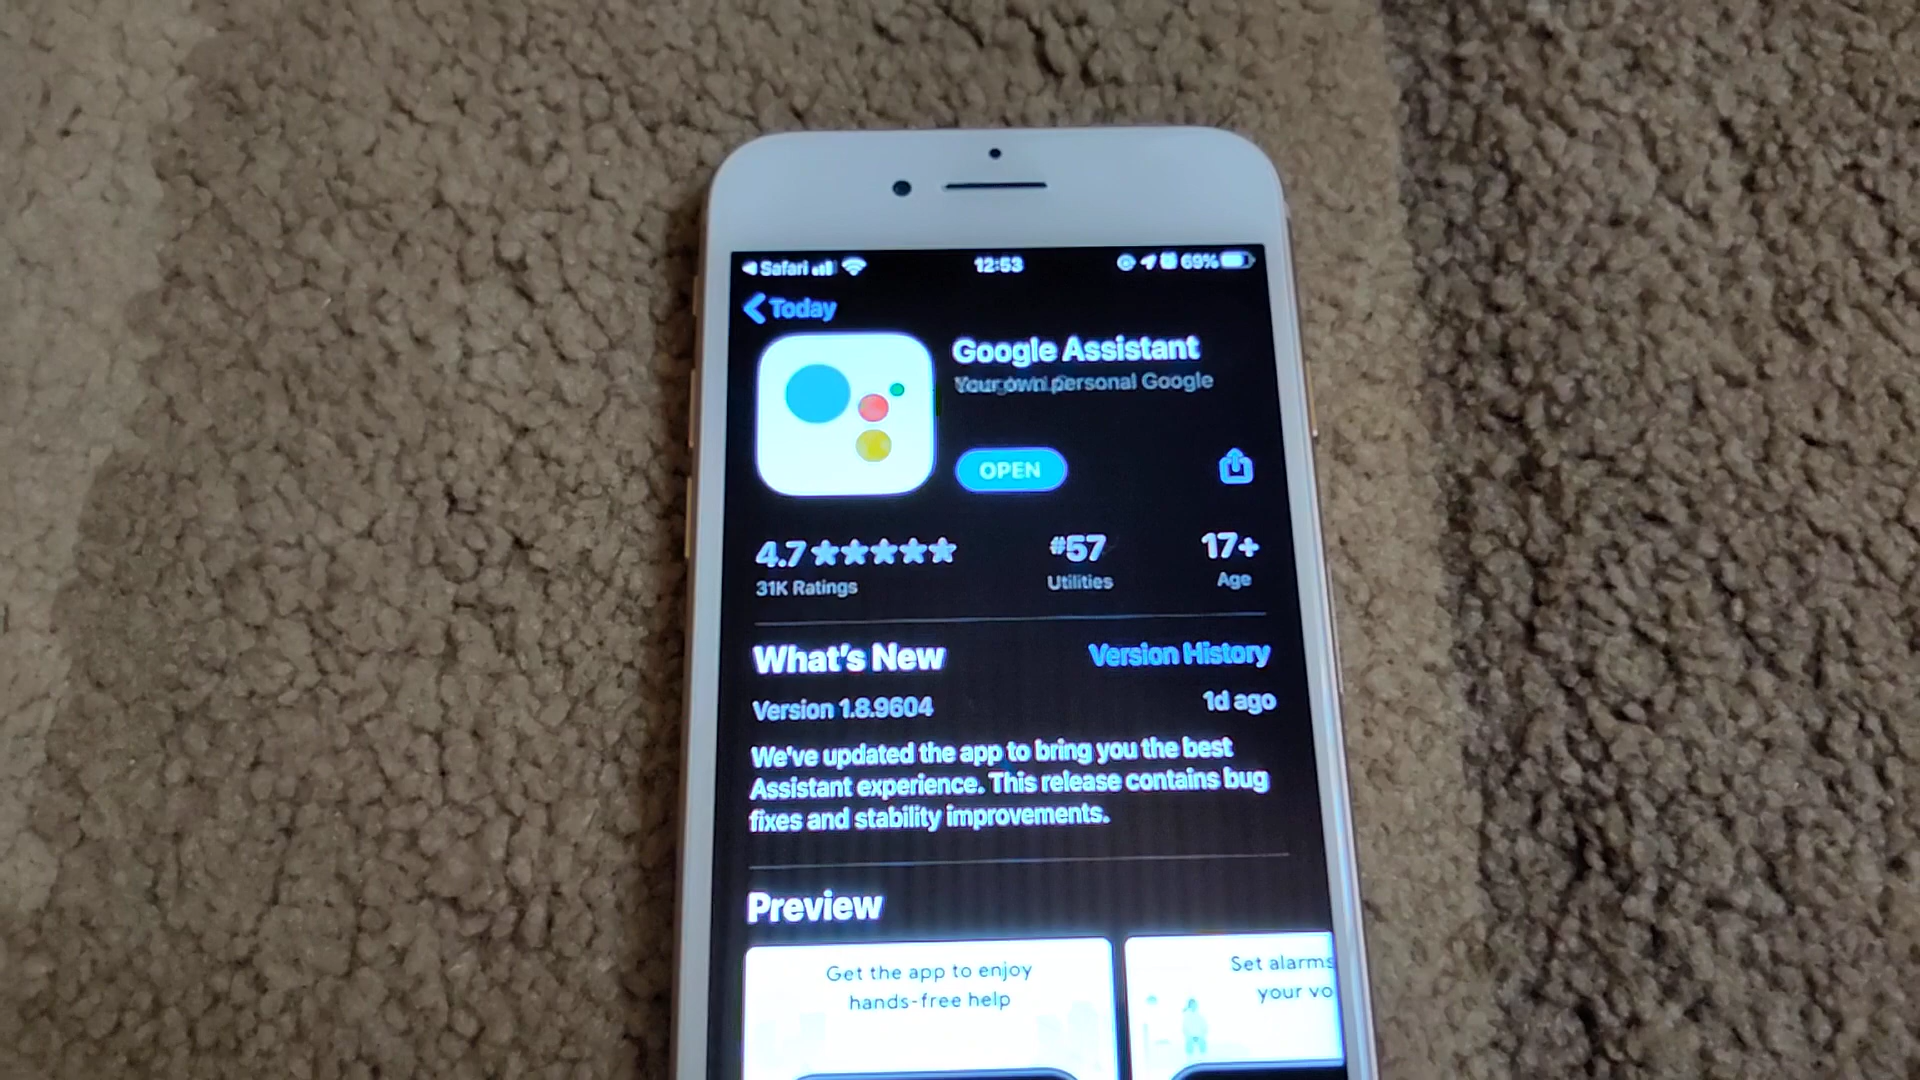 Safari 12:53 69%
Today
Google Assistant
Your own personal Google
OPEN
4.7 #57 17+
31K Ratings Utilities Age
What's New Version History
Version 1.8.9604 1d ago
We've updated the app to bring you the best
Assistant experience. This release contains bug
fixes and stability improvements.
Preview
Get the app to enjoy
hands-free help
Set alarms
your vo